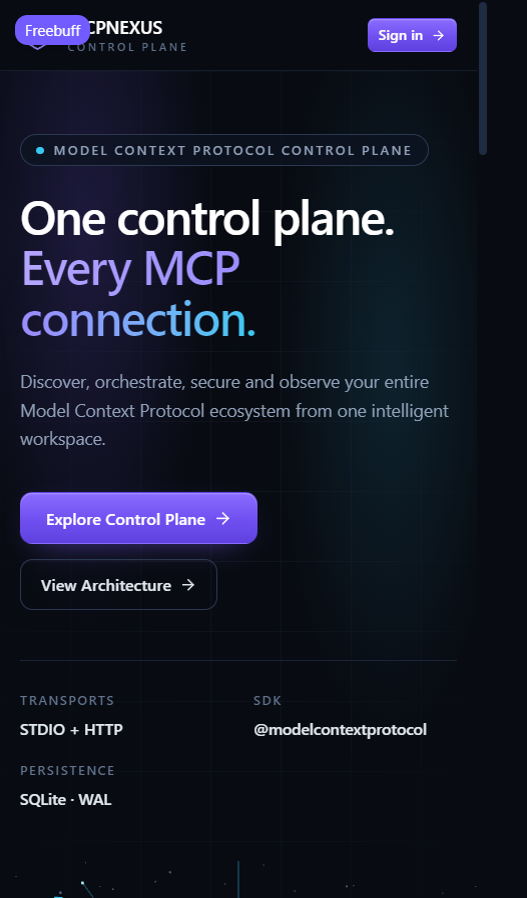 Freebuff
CPNEXUS
CONTROL PLANE
Sign in →
MODEL CONTEXT PROTOCOL CONTROL PLANE
One control plane.
Every MCP
connection.
Discover, orchestrate, secure and observe your entire
Model Context Protocol ecosystem from one intelligent
workspace.
Explore Control Plane →
View Architecture →
TRANSPORTS
STDIO + HTTP
SDK
@modelcontextprotocol
PERSISTENCE
SQLite · WAL